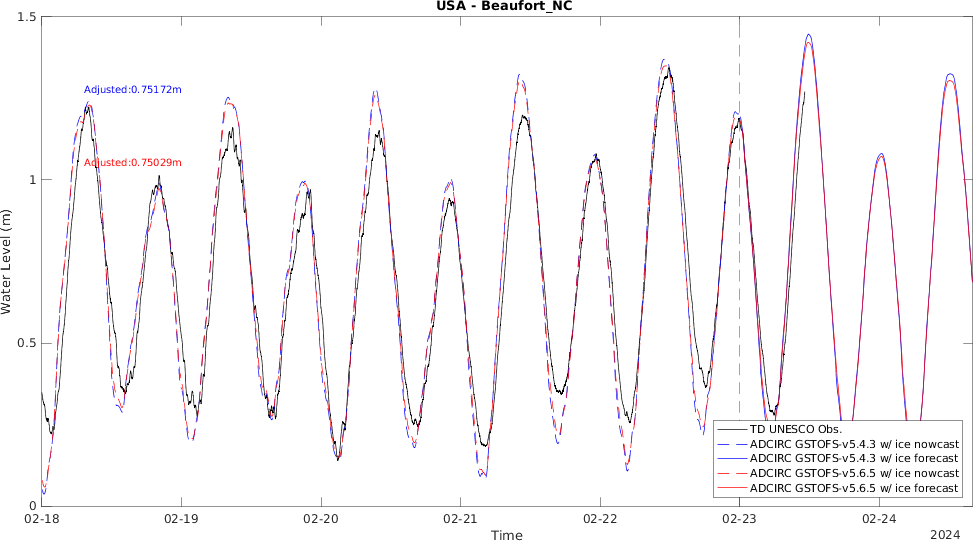 USA - Beaufort_NC
1.5
Adjusted:0.75172m
Adjusted:0.75029m
1
Water Level (m)
0.5
TD UNESCO Obs.
ADCIRC GSTOFS-v5.4.3 w/ ice nowcast
ADCIRC GSTOFS-v5.4.3 w/ ice forecast
ADCIRC GSTOFS-v5.6.5 w/ ice nowcast
ADCIRC GSTOFS-v5.6.5 w/ ice forecast
0
02-18 02-19 02-20 02-21 02-22 02-23 02-24
Time
2024